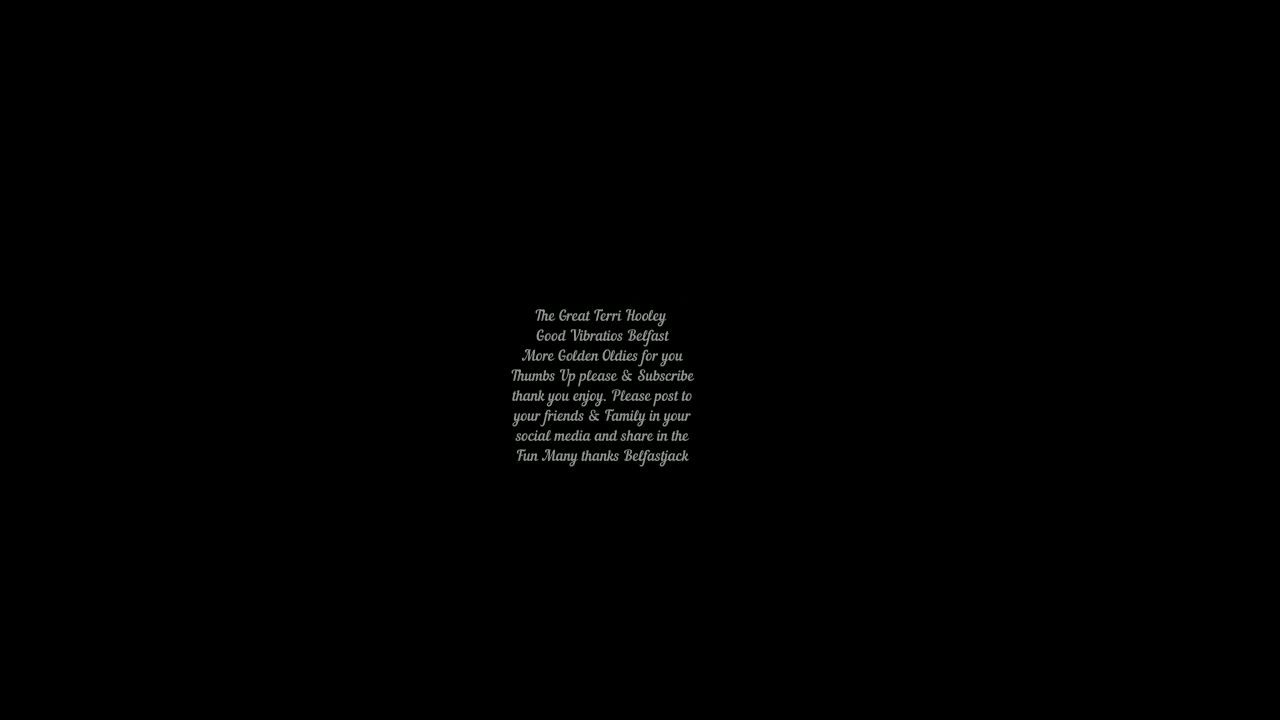 The Great Terri Hooley
Good Vibratios Belfast
More Golden Oldies for you
Thumbs Up please & Subscribe
thank you enjoy. Please post to
your friends & Family in your
social media and share in the
Fun Many thanks Belfastjack